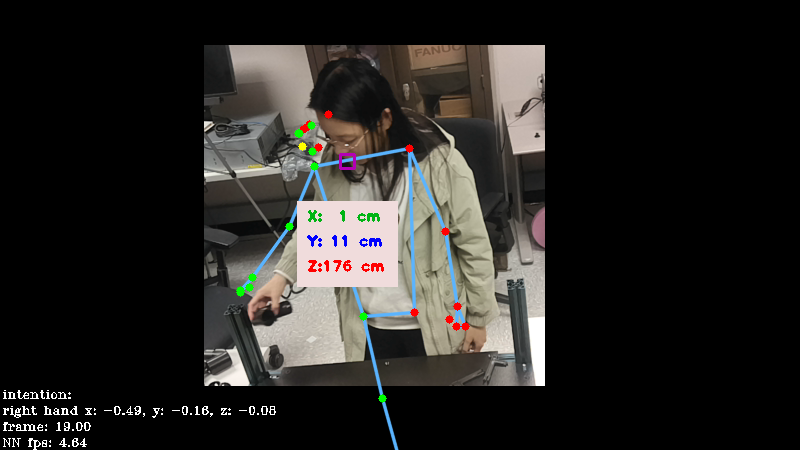 FANUC
X: 1 cm
Y: 11 cm
Z:176 cm
intention:
right hand x: -0.49, y: -0.16, z: -0.08
frame: 19.00
NN fps: 4.64